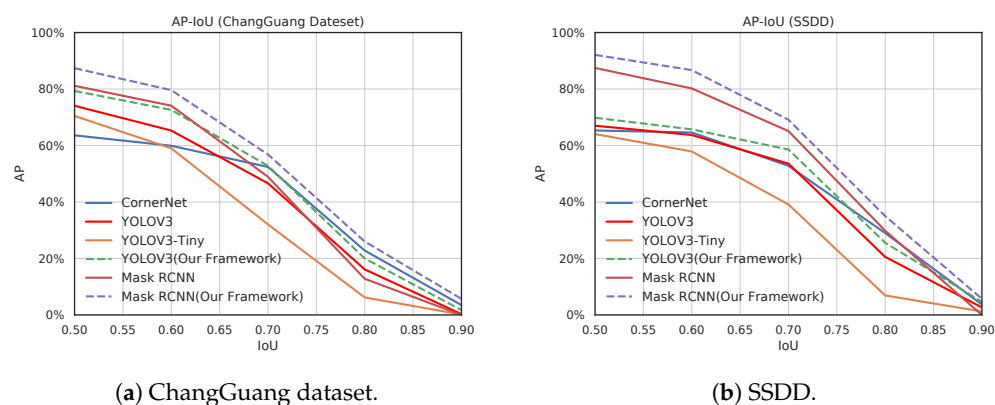 AP-IoU (ChangGuang Dateset)
100%
80%
60%
40%
20%
0%
AP
CornerNet
YOLOV3
YOLOV3-Tiny
YOLOV3(Our Framework)
Mask RCNN
Mask RCNN(Our Framework)
0.50 0.55 0.60 0.65 0.70 0.75 0.80 0.85 0.90
IoU
(a) ChangGuang dataset.
AP-IoU (SSDD)
100%
80%
60%
40%
20%
0%
AP
CornerNet
YOLOV3
YOLOV3-Tiny
YOLOV3(Our Framework)
Mask RCNN
Mask RCNN(Our Framework)
0.50 0.55 0.60 0.65 0.70 0.75 0.80 0.85 0.90
IoU
(b) SSDD.